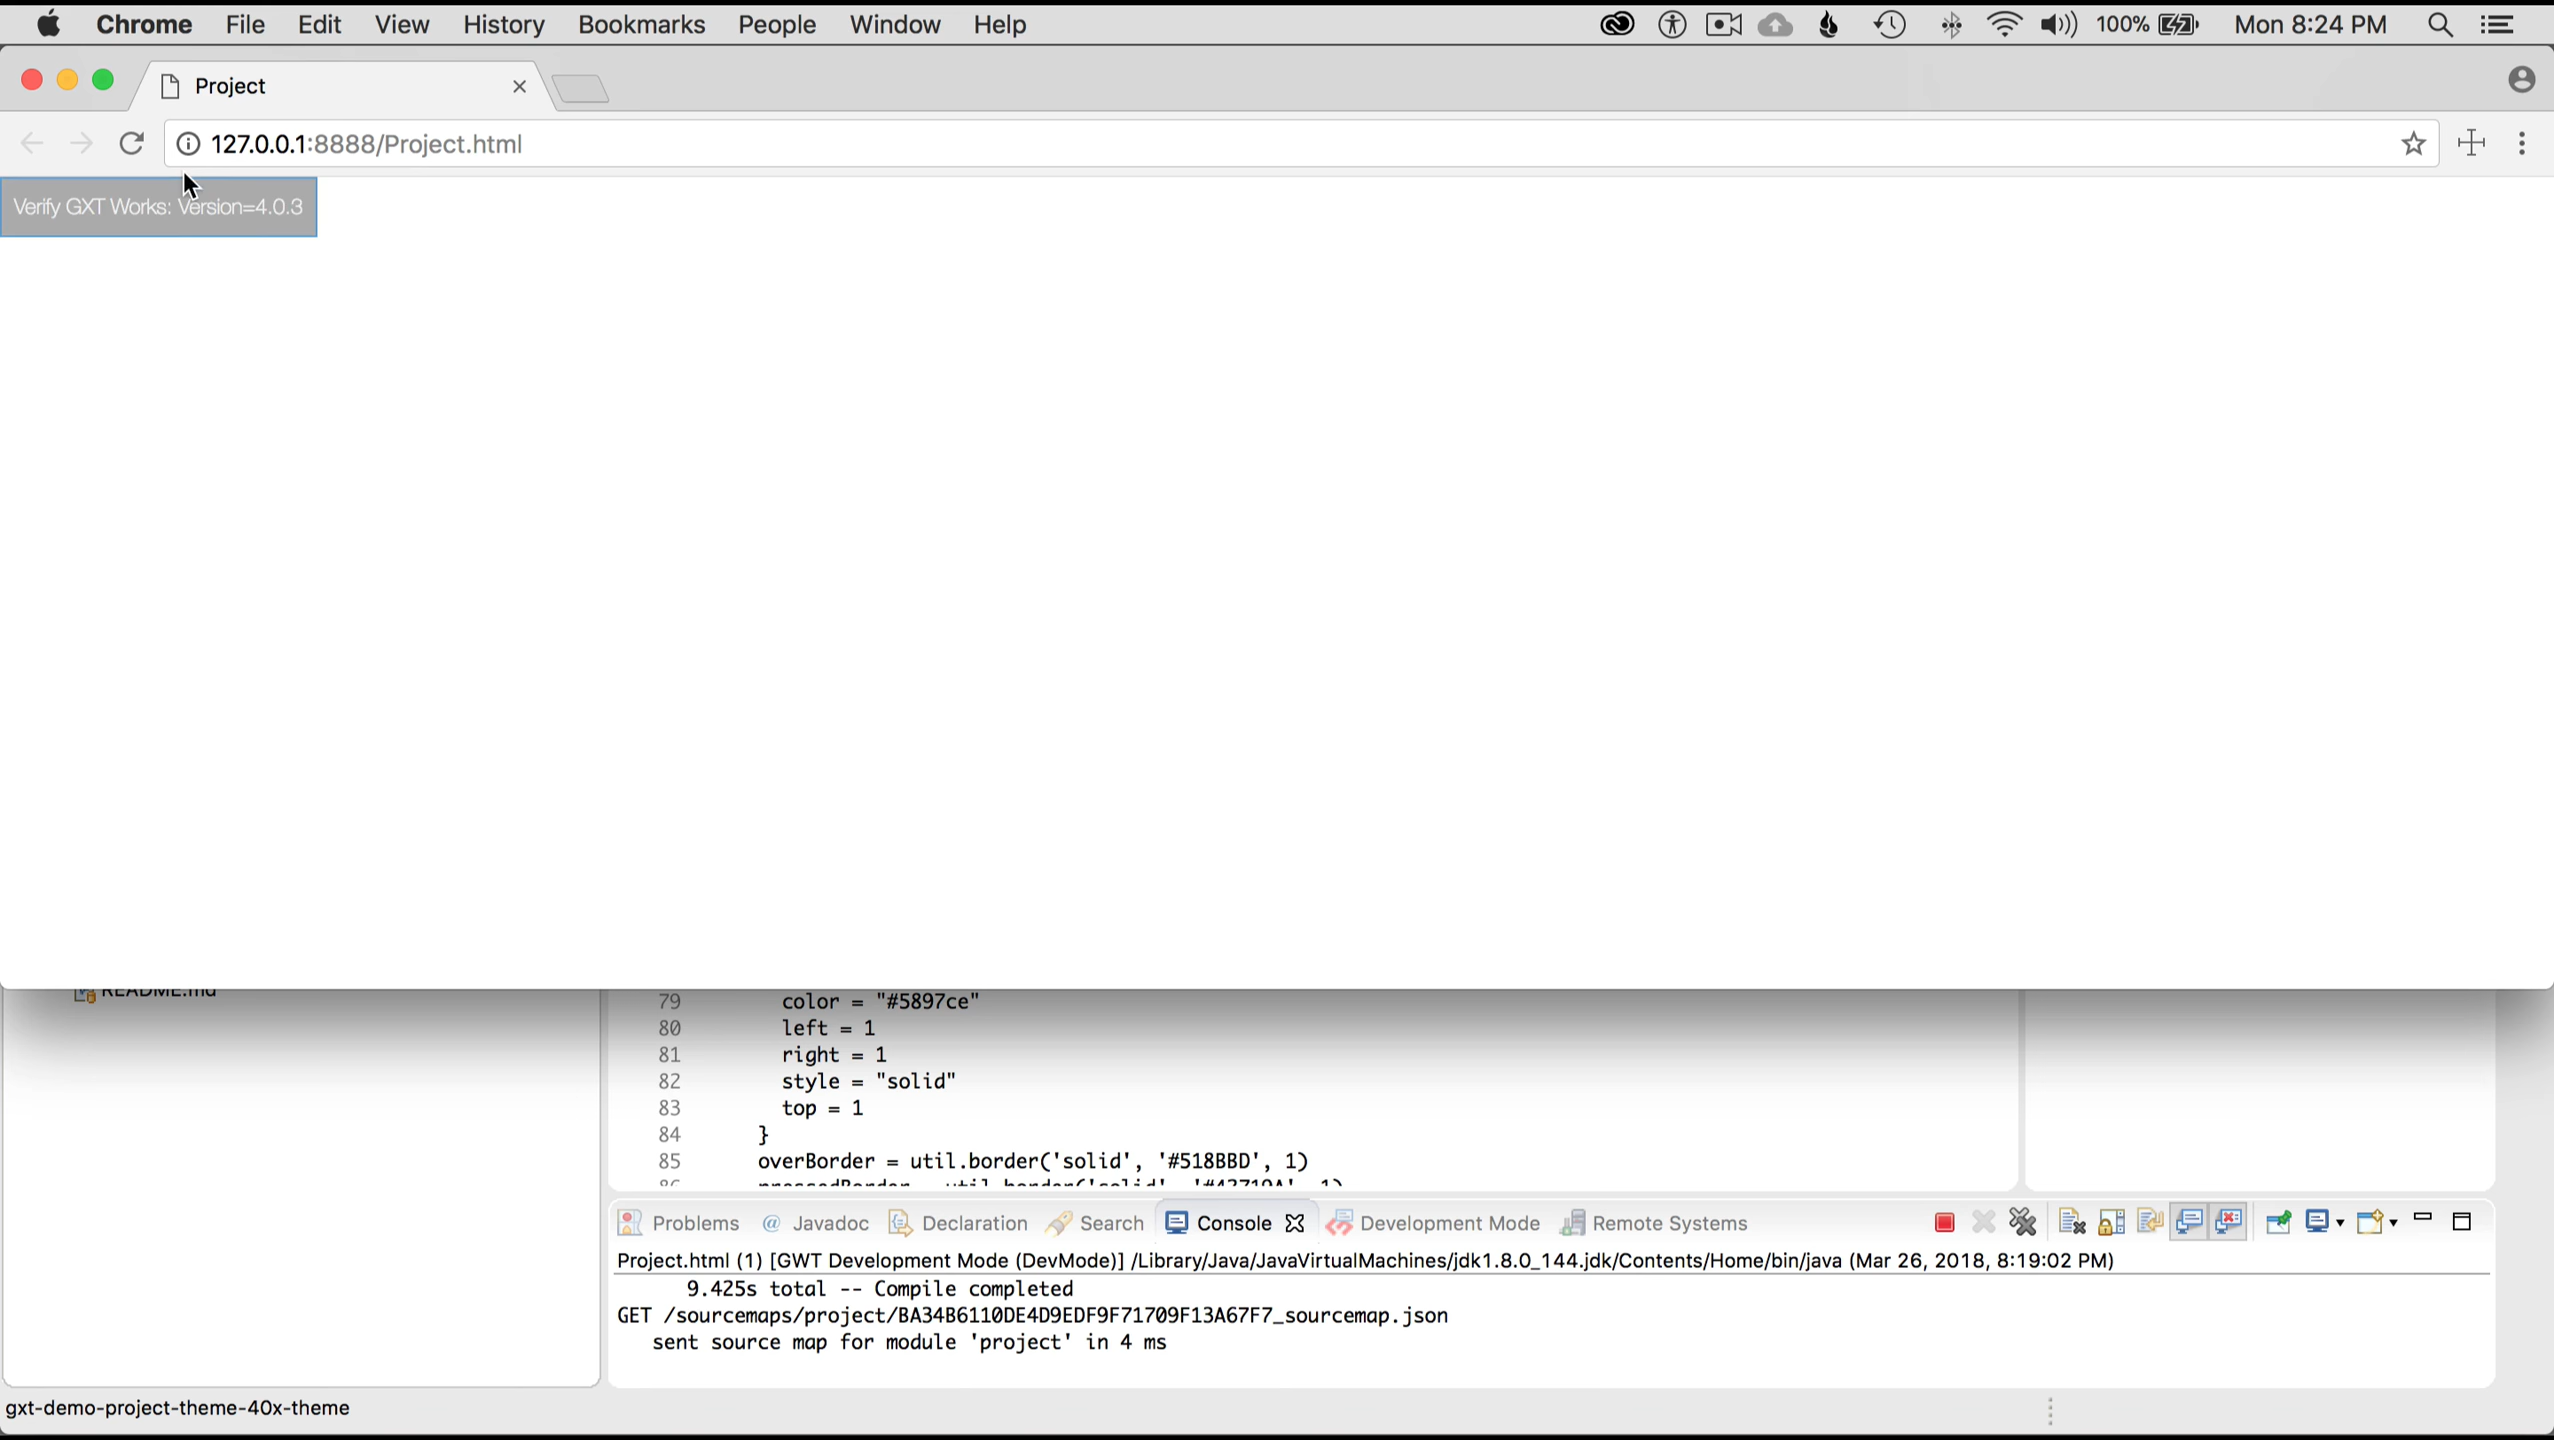 Chrome File Edit View History Bookmarks People Window Help 100% Mon 8:24 PM
Project
127.0.0.1:8888/Project.html
Verify GXT Works: Version=4.0.3
README.md
79 color = "#5897ce"
80 left = 1
81 right = 1
82 style = "solid"
83 top = 1
84 }
85 overBorder = util.border('solid', '#518BBD', 1)
Problems @ Javadoc Declaration Search Console Development Mode Remote Systems
Project.html (1) [GWT Development Mode (DevMode)] /Library/Java/JavaVirtualMachines/jdk1.8.0_144.jdk/Contents/Home/bin/java (Mar 26, 2018, 8:19:02 PM)
9.425s total -- Compile completed
GET /sourcemaps/project/BA34B6110DE4D9EDF9F71709F13A67F7_sourcemap.json
sent source map for module 'project' in 4 ms
gxt-demo-project-theme-40x-theme